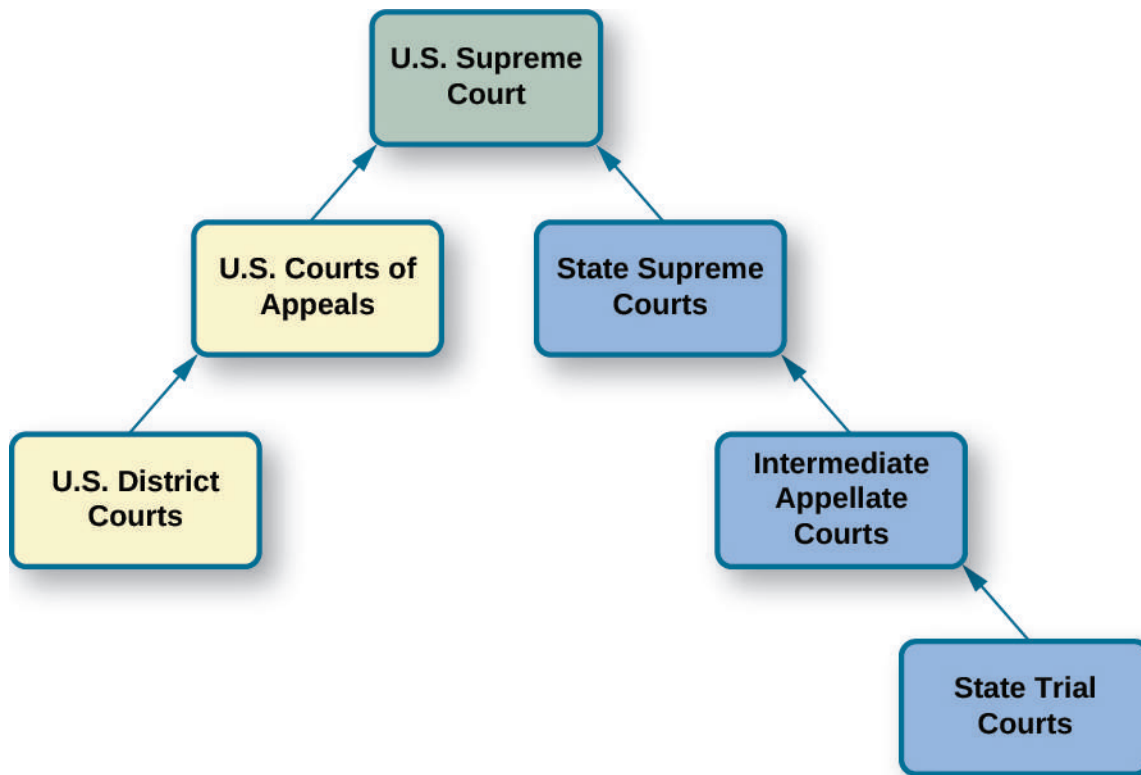 U.S. Supreme
Court
U.S. Courts of
Appeals
State Supreme
Courts
U.S. District
Courts
Intermediate
Appellate
Courts
State Trial
Courts